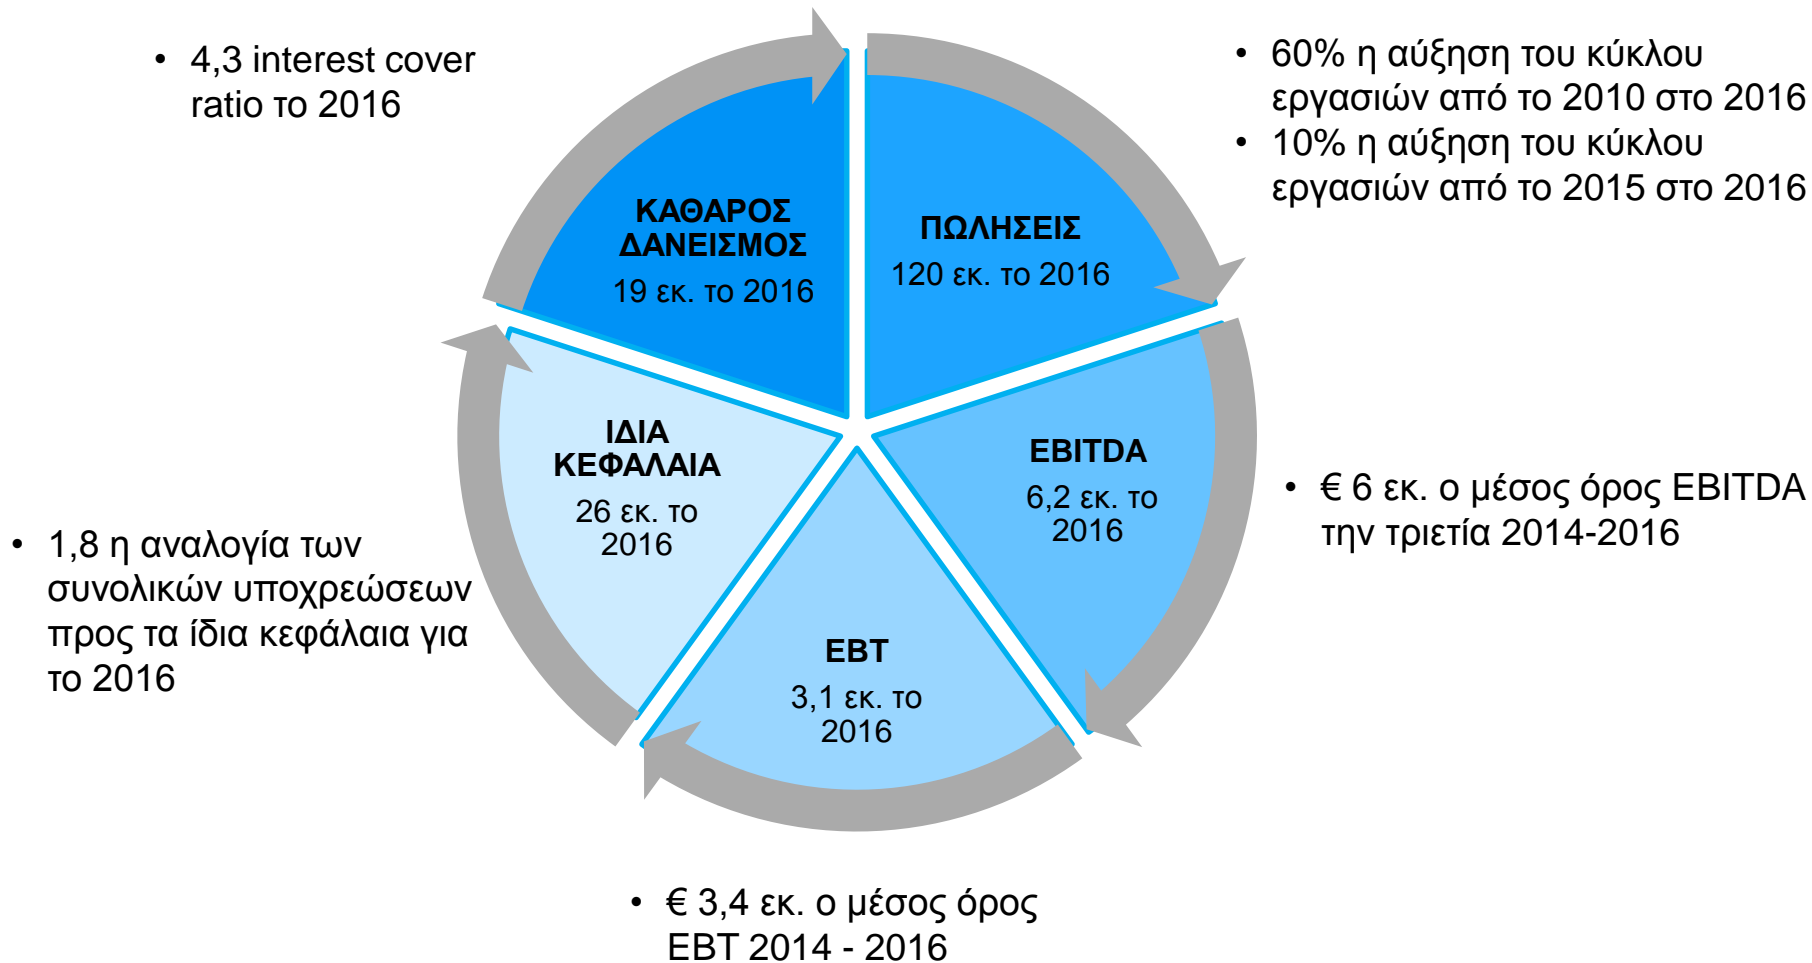 • 4,3 interest cover
ratio το 2016
• 60% η αύξηση του κύκλου
εργασιών από το 2010 στο 2016
• 10% η αύξηση του κύκλου
εργασιών από το 2015 στο 2016
ΚΑΘΑΡΟΣ
ΔΑΝΕΙΣΜΟΣ
19 εκ. το 2016
ΠΩΛΗΣΕΙΣ
120 εκ. το 2016
EBITDA
6,2 εκ. το
2016
• € 6 εκ. ο μέσος όρος EBITDA
την τριετία 2014-2016
EBT
3,1 εκ. το
2016
• € 3,4 εκ. ο μέσος όρος
EBT 2014 - 2016
ΙΔΙΑ
ΚΕΦΑΛΑΙΑ
26 εκ. το
2016
• 1,8 η αναλογία των
συνολικών υποχρεώσεων
προς τα ίδια κεφάλαια για
το 2016